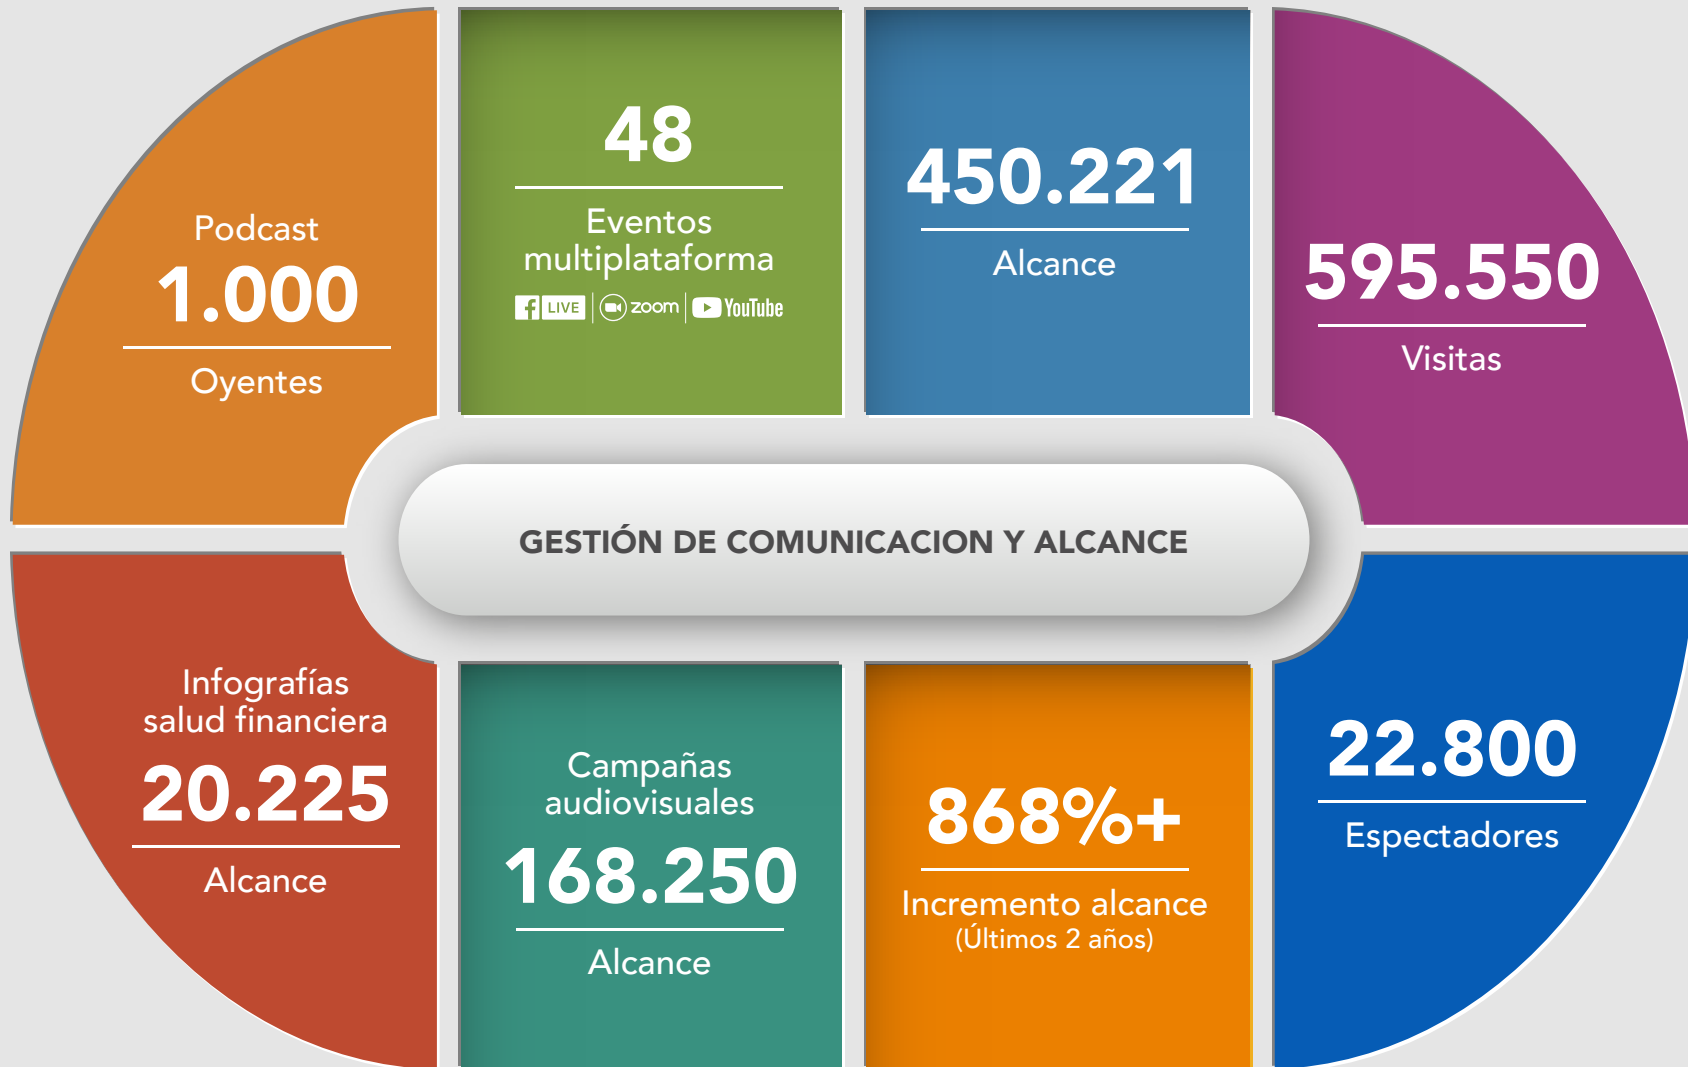 Podcast
1.000
Oyentes
48
Eventos
multiplataforma
f LIVE | zoom | YouTube
450.221
Alcance
595.550
Visitas
GESTIÓN DE COMUNICACION Y ALCANCE
Infografías
salud financiera
20.225
Alcance
Campañas
audiovisuales
168.250
Alcance
868%+
Incremento alcance
(Últimos 2 años)
22.800
Espectadores